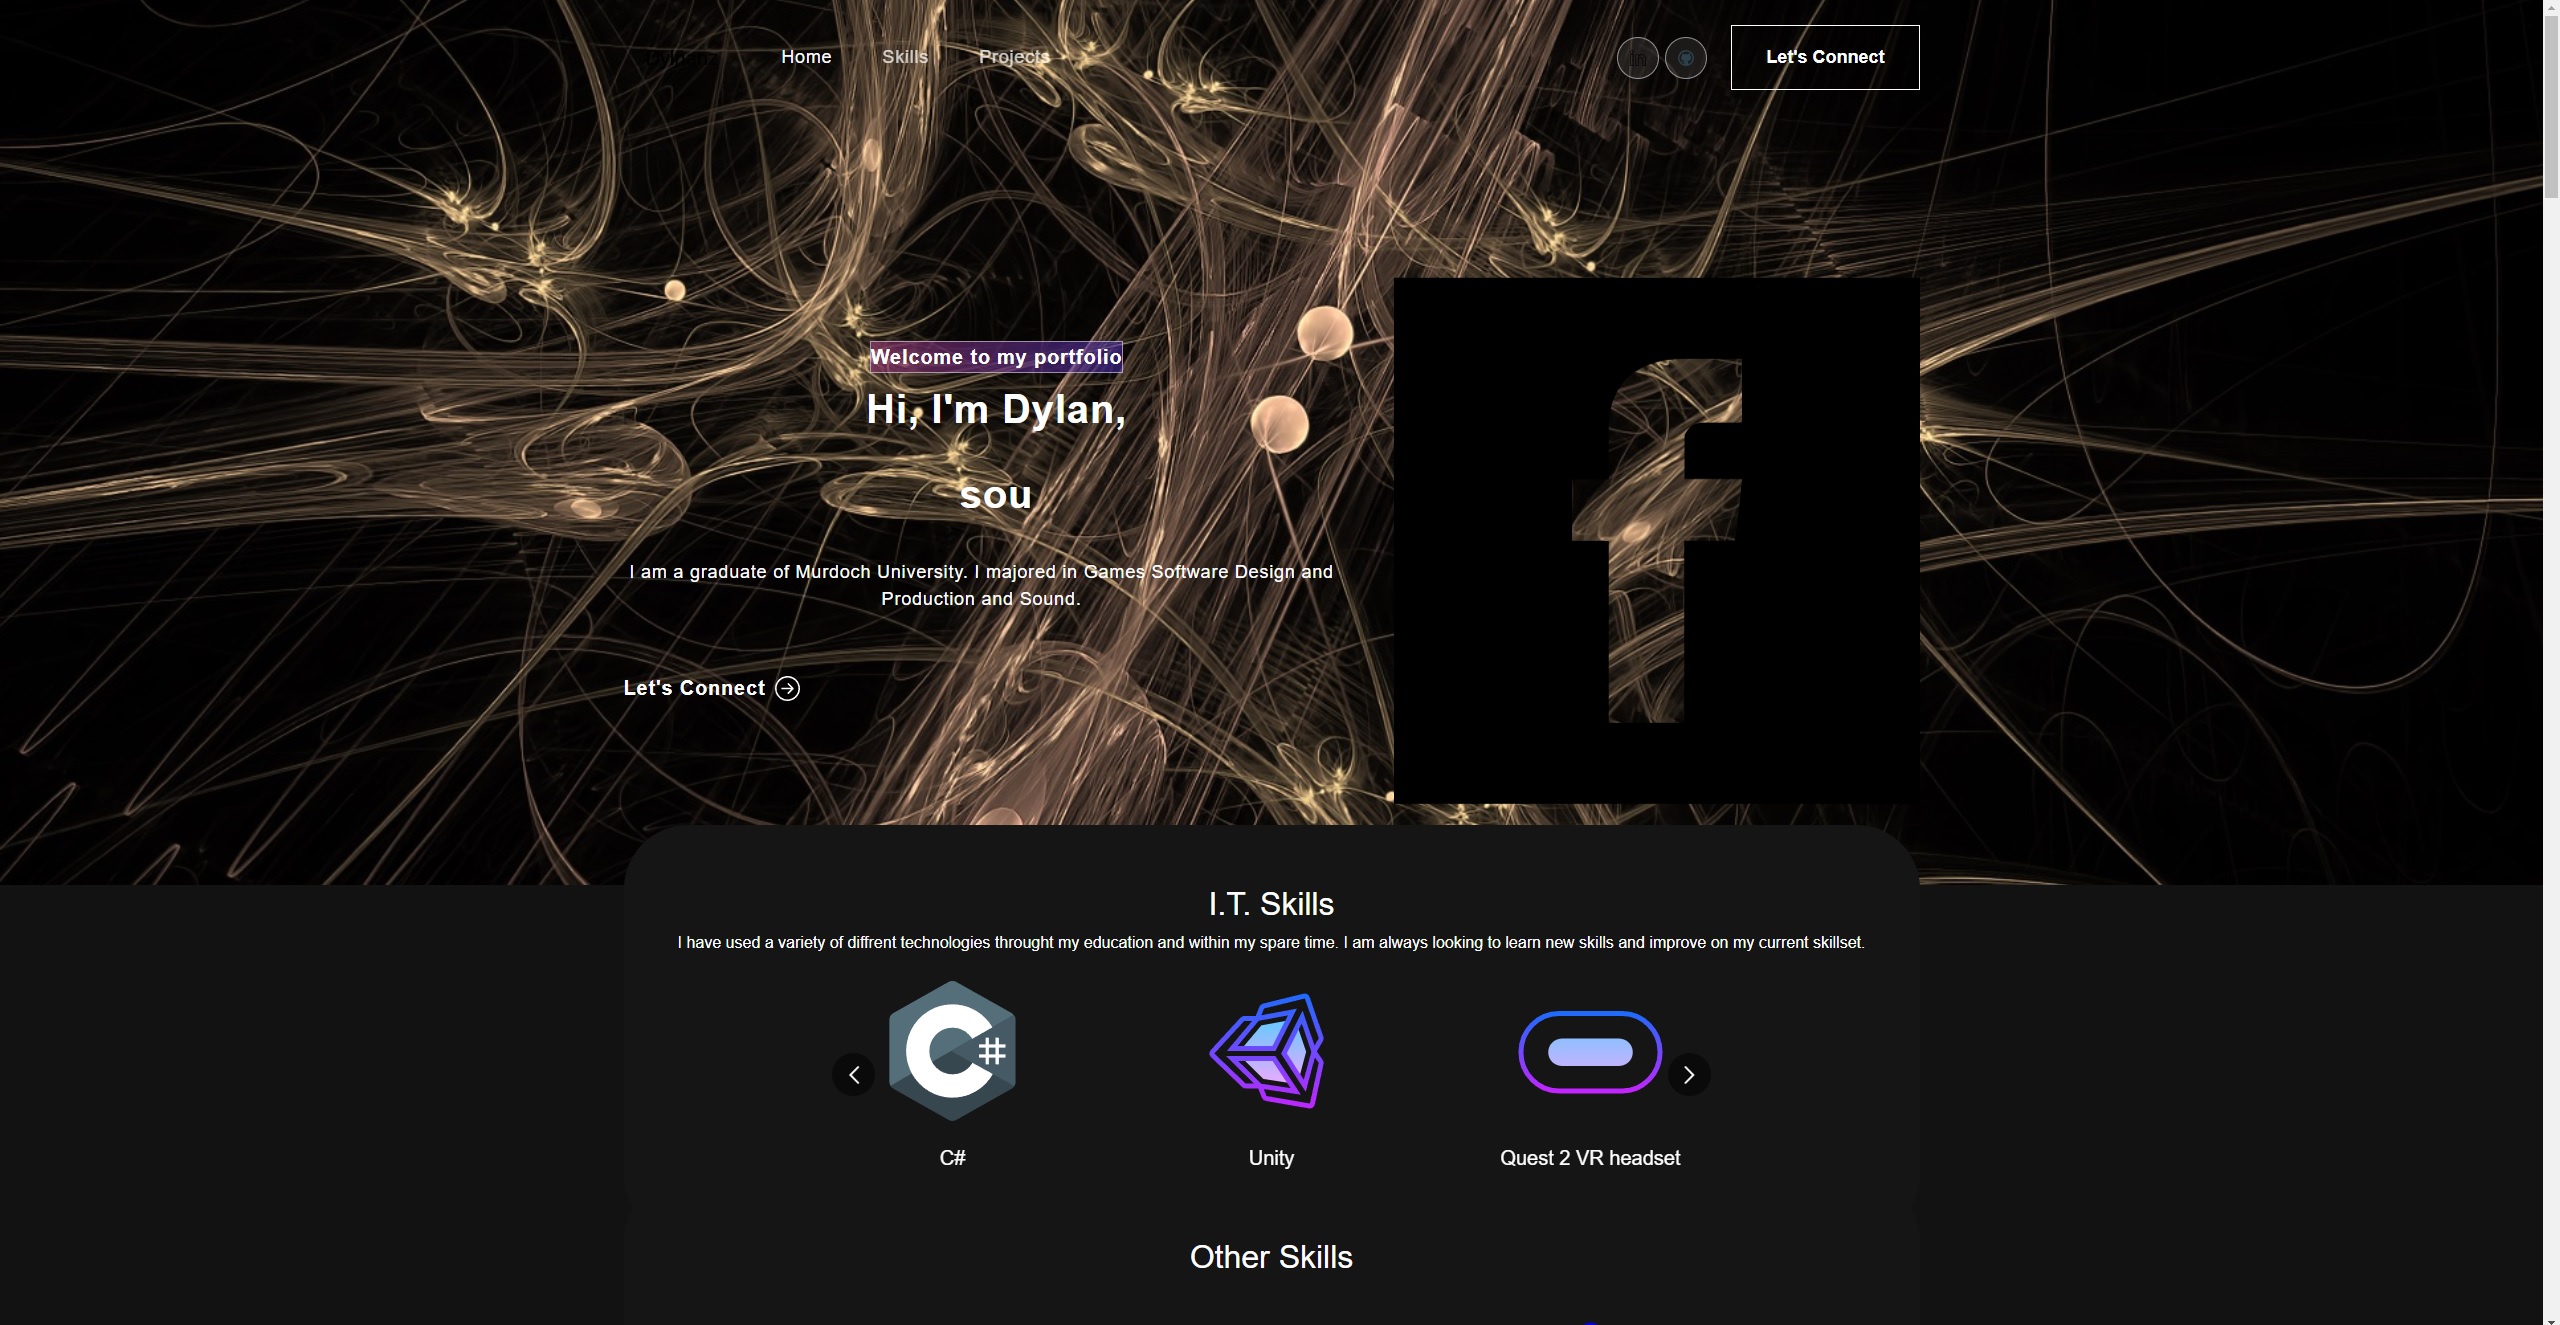 Home
Skills
Projects
Let's Connect
Welcome to my portfolio
Hi, I'm Dylan,
sou
I am a graduate of Murdoch University. I majored in Games Software Design and
Production and Sound.
Let's Connect
I.T. Skills
I have used a variety of diffrent technologies throught my education and within my spare time. I am always looking to learn new skills and improve on my current skillset.
C#
Unity
Quest 2 VR headset
Other Skills